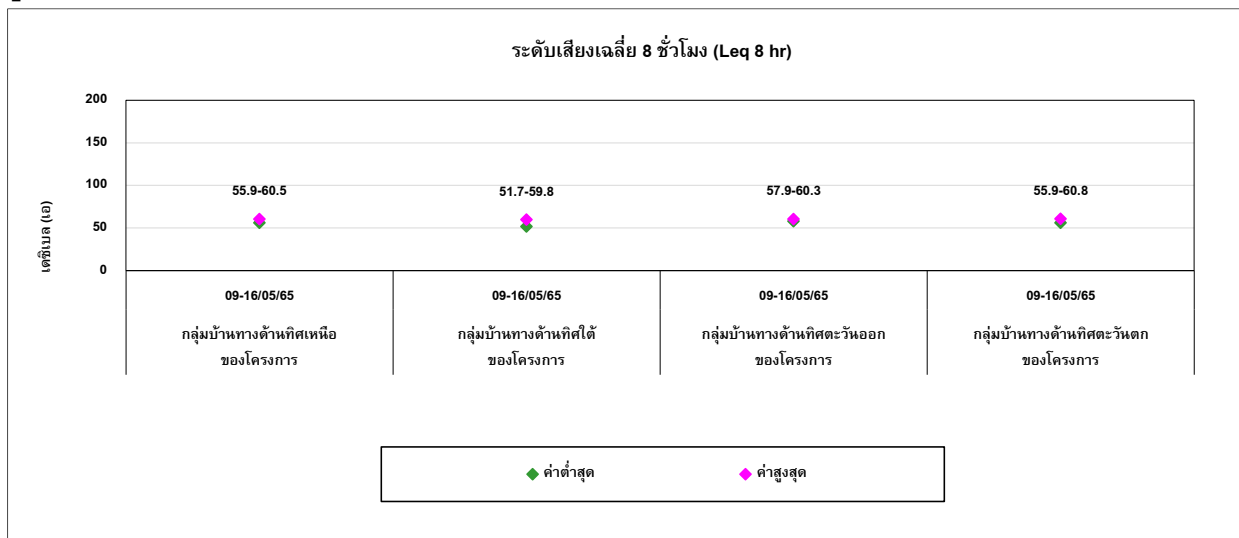 ระดับเสียงเฉลี่ย 8 ชั่วโมง (Leq 8 hr)
เดซิเบล (เอ)
200
150
100
50
0
55.9-60.5 51.7-59.8 57.9-60.3 55.9-60.8
09-16/05/65 09-16/05/65 09-16/05/65 09-16/05/65
กลุ่มบ้านทางด้านทิศเหนือ กลุ่มบ้านทางด้านทิศใต้ กลุ่มบ้านทางด้านทิศตะวันออก กลุ่มบ้านทางด้านทิศตะวันตก
ของโครงการ ของโครงการ ของโครงการ ของโครงการ
ค่าต่ำสุด ค่าสูงสุด